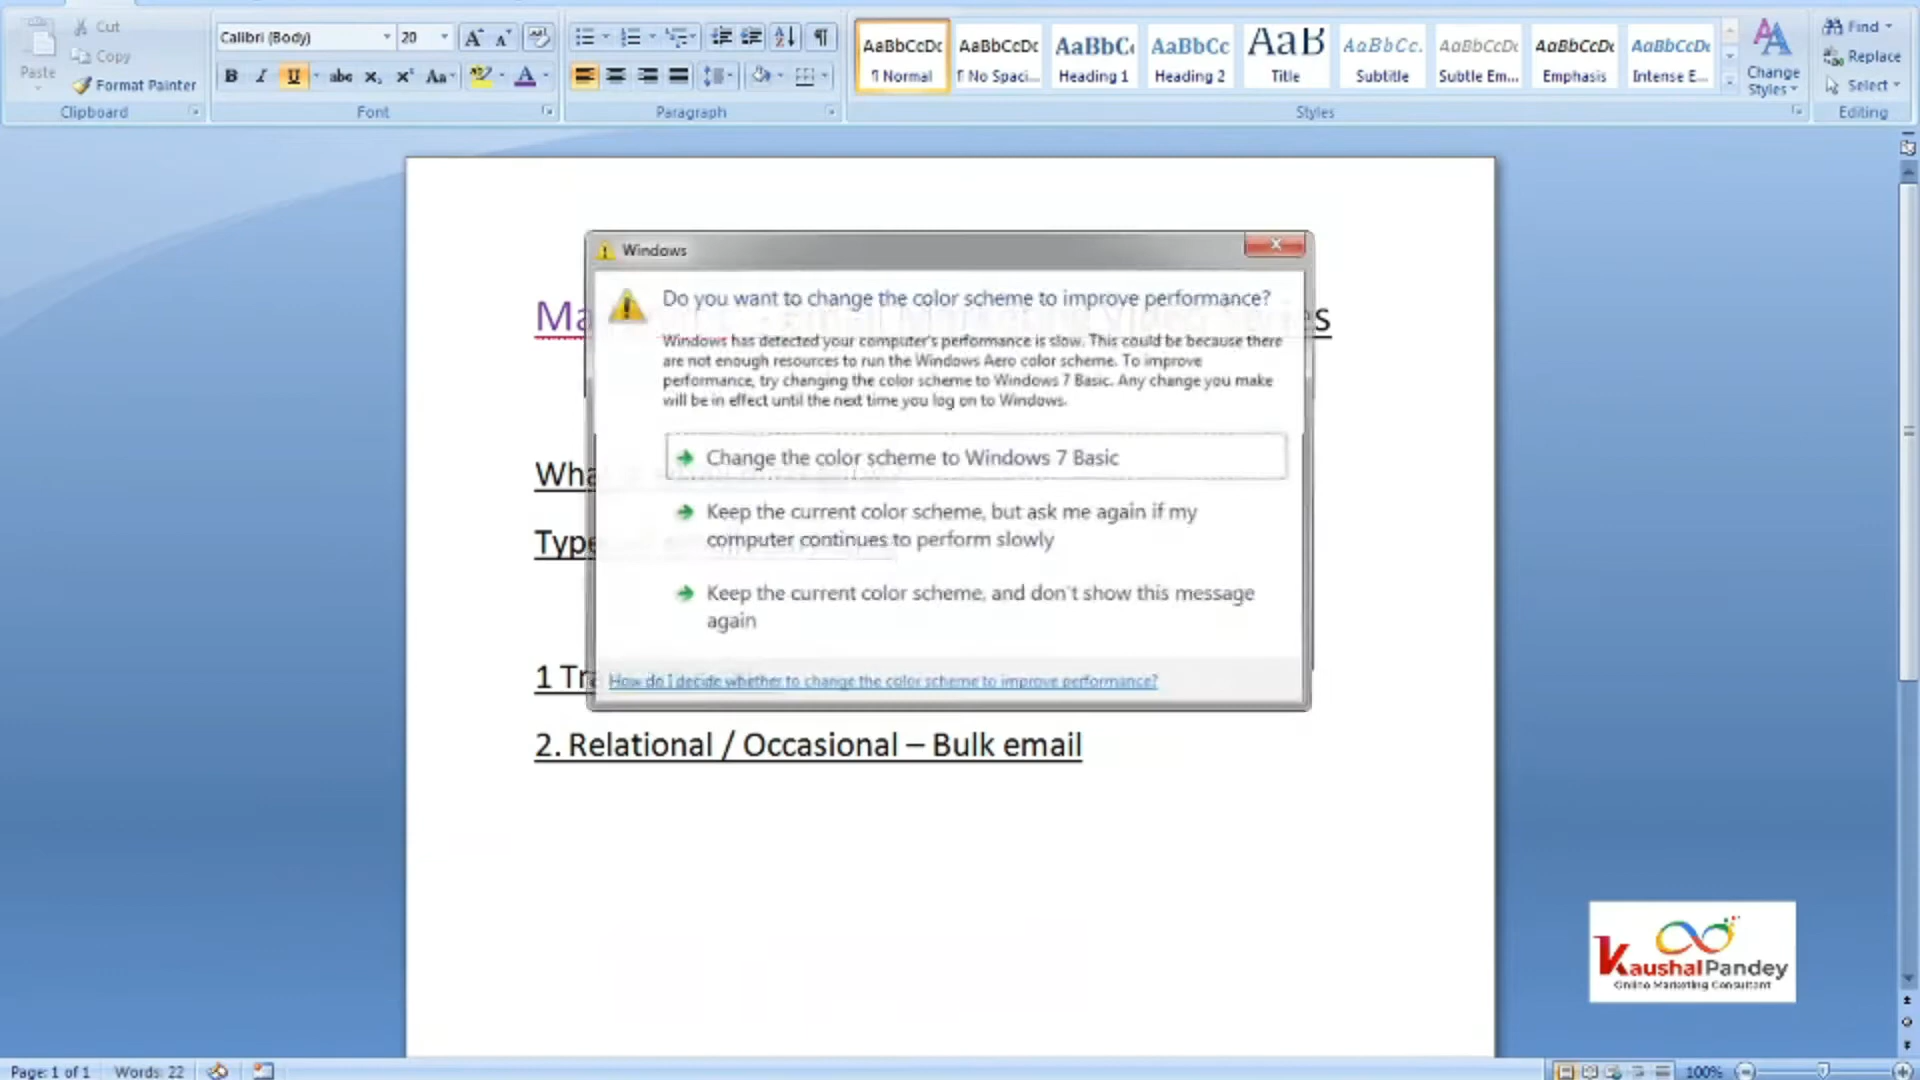 Cut
Copy
Paste
Format Painter
Clipboard
Calibri (Body)
20
B I U abe X₂ X² Aa
Font
Paragraph
AaBbCcDc AaBbCcDc AaBbC AaBbCc AaB AaBbCc. AaBbCcDc AaBbCcDc AaBbCcDc
¶ Normal ¶ No Spaci... Heading 1 Heading 2 Title Subtitle Subtle Em... Emphasis Intense E...
Change
Styles
Styles
Find
Replace
Select
Editing
Windows
Do you want to change the color scheme to improve performance?
Windows has detected your computer's performance is slow. This could be because there
are not enough resources to run the Windows Aero color scheme. To improve
performance, try changing the color scheme to Windows 7 Basic. Any change you make
will be in effect until the next time you log on to Windows.
Change the color scheme to Windows 7 Basic
Keep the current color scheme, but ask me again if my
computer continues to perform slowly
Keep the current color scheme, and don't show this message
again
How do I decide whether to change the color scheme to improve performance?
2. Relational / Occasional – Bulk email
KaushalPandey
Online Marketing Consultant
Page: 1 of 1
Words: 22
100%